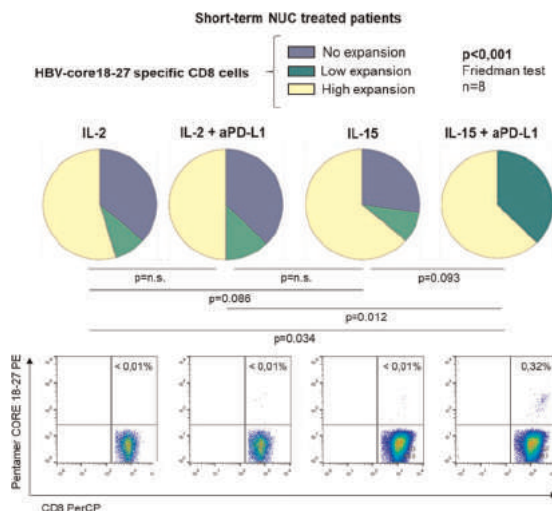 Short-term NUC treated patients
HBV-core18-27 specific CD8 cells
No expansion
Low expansion
High expansion
p<0,001
Friedman test
n=8
IL-2
IL-2 + aPD-L1
IL-15
IL-15 + aPD-L1
p=n.s.
p=n.s.
p=0.093
p=0.086
p=0.012
p=0.034
Pentamer CORE 18-27 PE
< 0,01%
< 0,01%
< 0,01%
0,32%
CD8 PerCP